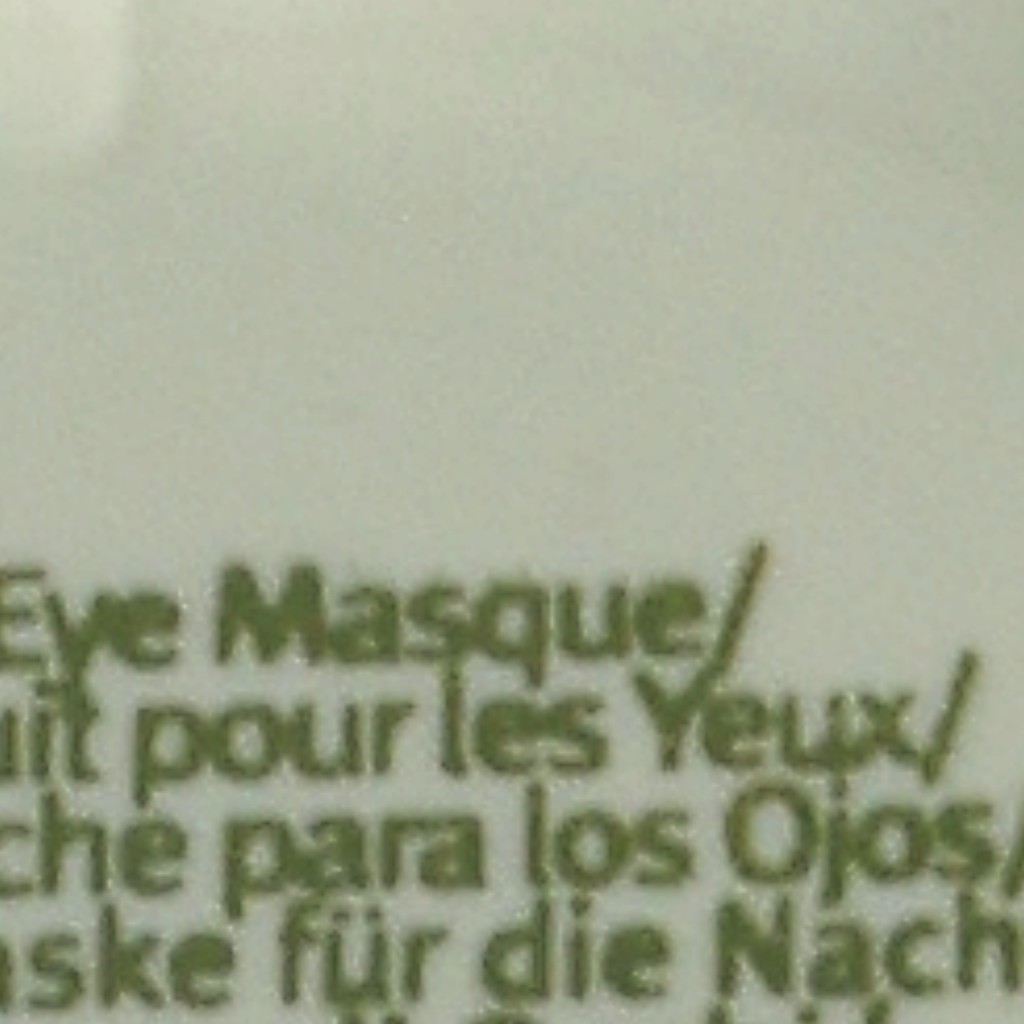 Eye Masque/
uit pour les Yeux/
che para los Ojos/
aske für die Nach